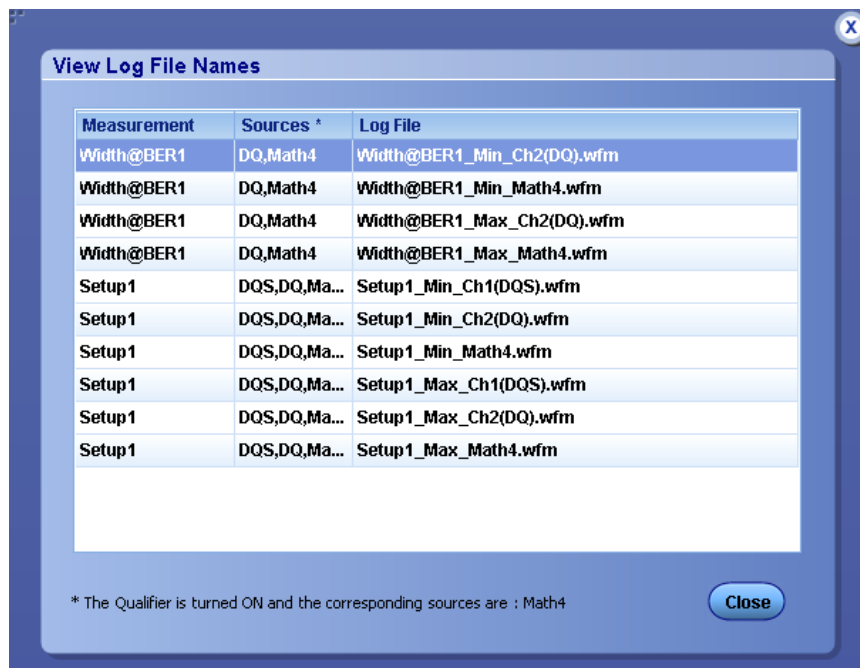 X
View Log File Names
Measurement Sources * Log File
Width@BER1 DQ,Math4 Width@BER1_Min_Ch2(DQ).wfm
Width@BER1 DQ,Math4 Width@BER1_Min_Math4.wfm
Width@BER1 DQ,Math4 Width@BER1_Max_Ch2(DQ).wfm
Width@BER1 DQ,Math4 Width@BER1_Max_Math4.wfm
Setup1 DQS,DQ,Ma... Setup1_Min_Ch1(DQS).wfm
Setup1 DQS,DQ,Ma... Setup1_Min_Ch2(DQ).wfm
Setup1 DQS,DQ,Ma... Setup1_Min_Math4.wfm
Setup1 DQS,DQ,Ma... Setup1_Max_Ch1(DQS).wfm
Setup1 DQS,DQ,Ma... Setup1_Max_Ch2(DQ).wfm
Setup1 DQS,DQ,Ma... Setup1_Max_Math4.wfm
* The Qualifier is turned ON and the corresponding sources are : Math4
Close